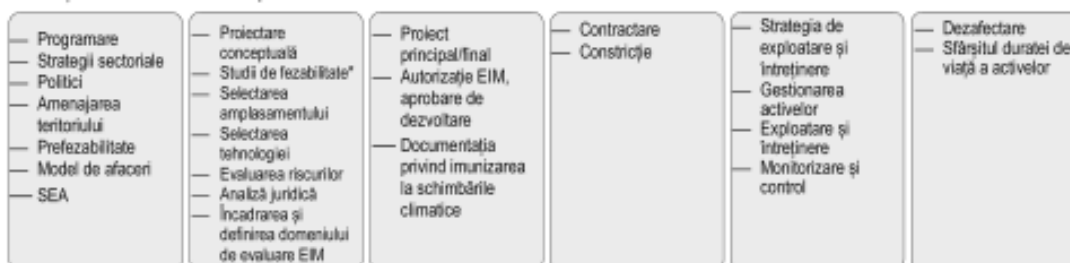 — Programare
— Strategii sectoriale
— Politici
— Amenajarea
teritoriului
— Prefezabilitate
— Model de afaceri
— SEA
— Proiectare
conceptuală
— Studii de fezabilitate*
— Selectarea
amplasamentului
— Selectarea
tehnologiei
— Evaluarea riscurilor
— Analiză juridică
— Încadrarea și
definirea domeniului
de evaluare EIM
— Proiect
principal/final
— Autorizație EIM,
aprobare de
dezvoltare
— Documentația
privind imunizarea
la schimbările
climatice
— Contractare
— Constricție
— Strategia de
exploatare și
întreținere
— Gestionarea
activelor
— Exploatare și
întreținere
— Monitorizare și
control
— Dezafectare
— Sfârșitul duratei de
viață a activelor